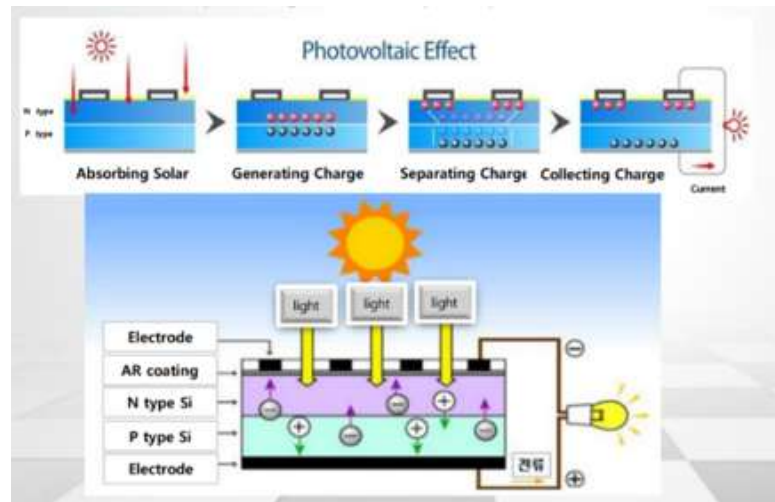 Photovoltaic Effect
N type
P type
Absorbing Solar
Generating Charge
Separating Charge
Collecting Charge
Current
light
light
light
Electrode
AR coating
N type Si
P type Si
Electrode
전류